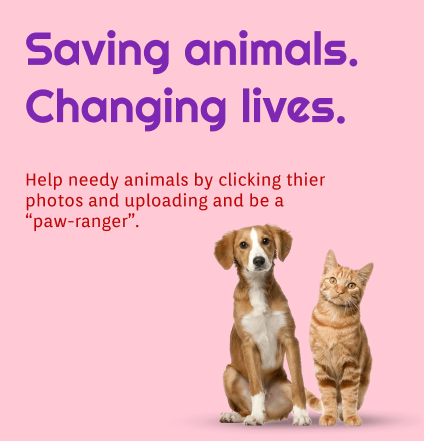 Saving animals.
Changing lives.
Help needy animals by clicking thier
photos and uploading and be a
“paw-ranger”.